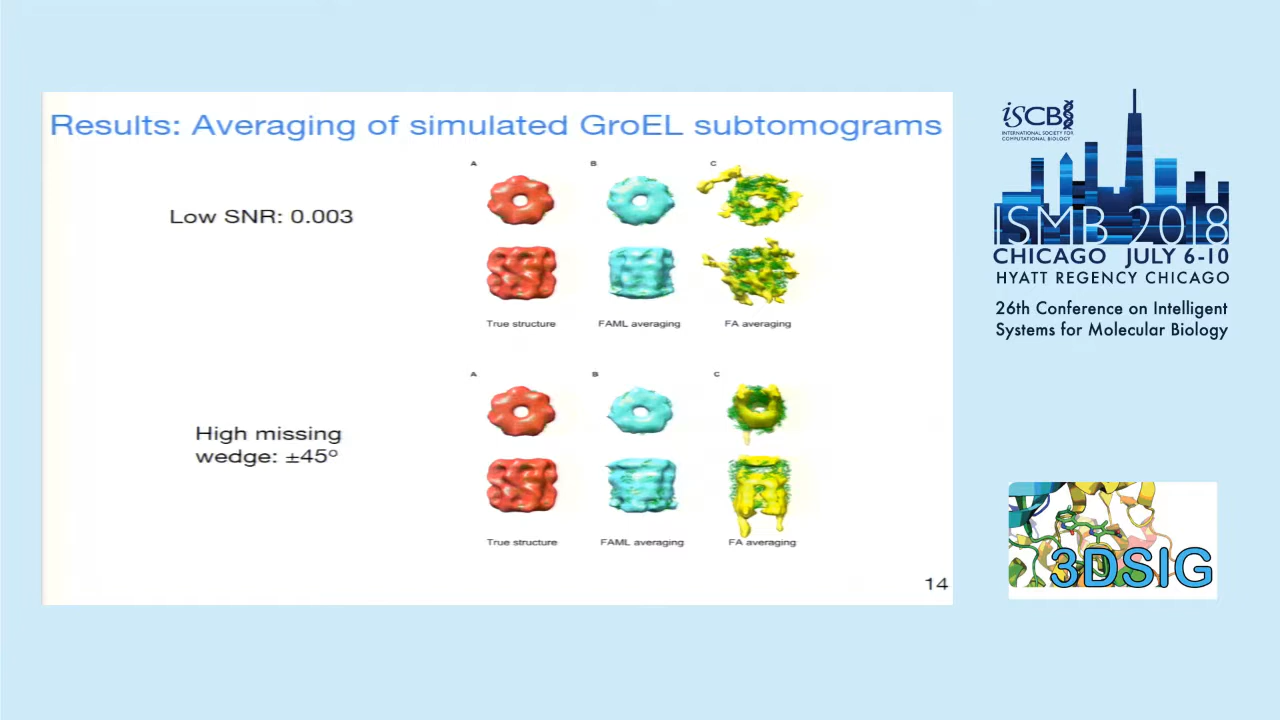 Results: Averaging of simulated GroEL subtomograms
A
B
C
Low SNR: 0.003
True structure
FAML averaging
FA averaging
A
B
C
High missing
wedge: ±45º
True structure
FAML averaging
FA averaging
14
iSCB
INTERNATIONAL SOCIETY FOR
COMPUTATIONAL BIOLOGY
ISMB 2018
CHICAGO JULY 6-10
HYATT REGENCY CHICAGO
26th Conference on Intelligent
Systems for Molecular Biology
3DSIG